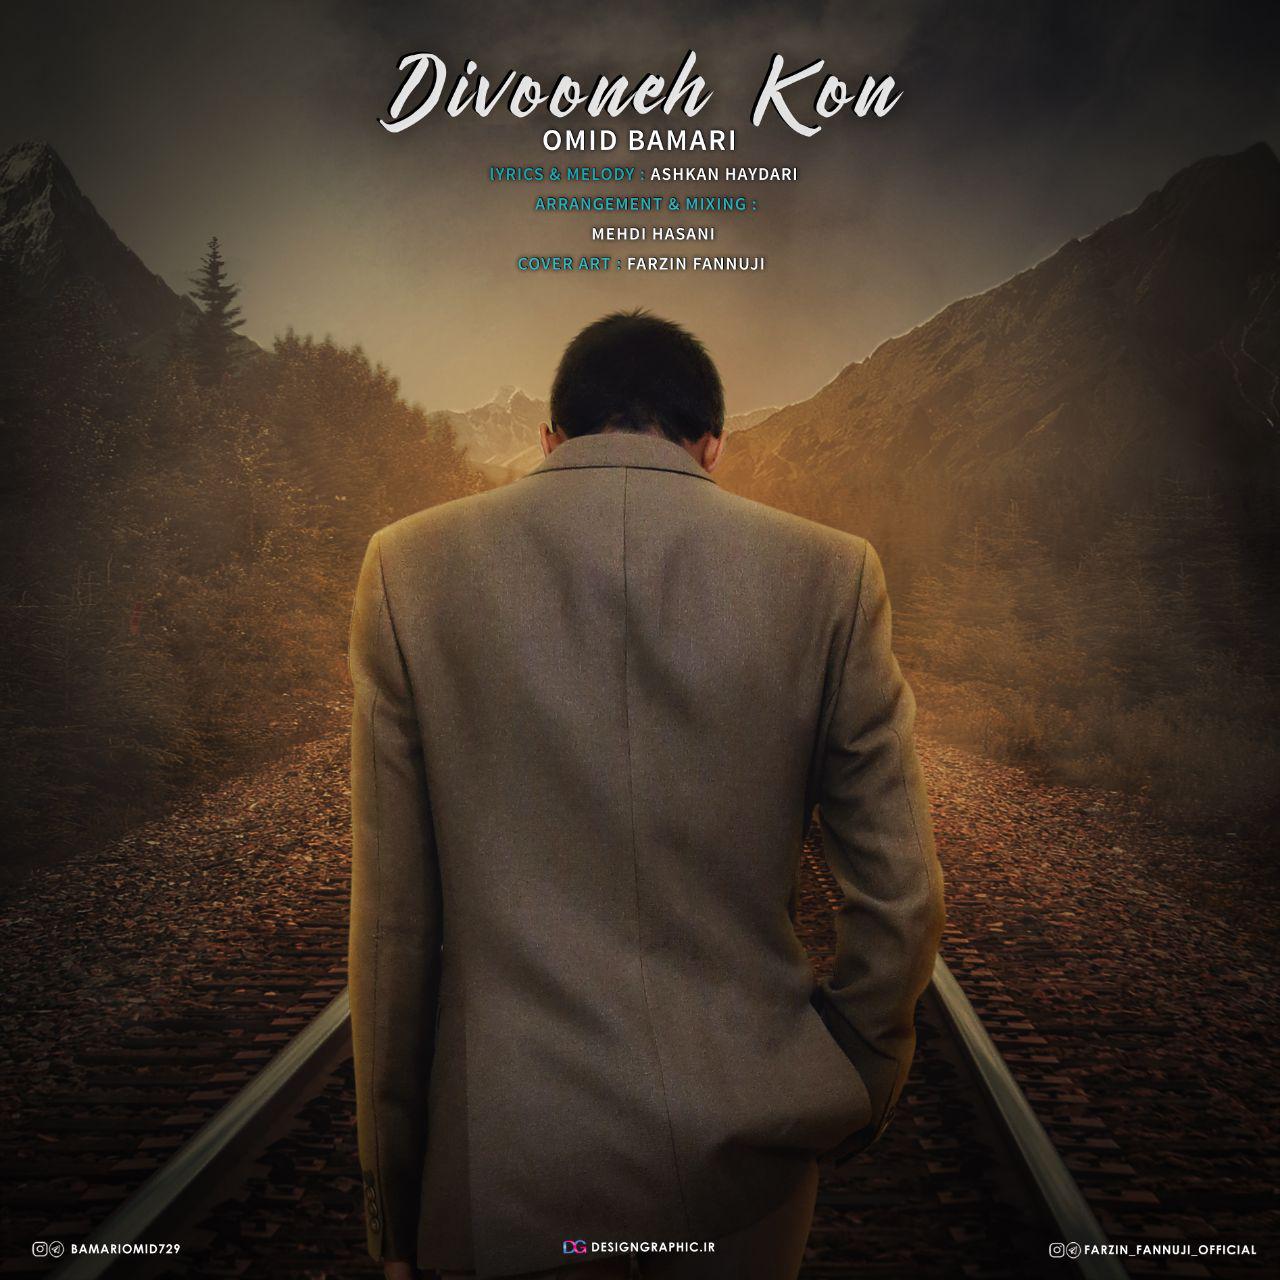 Divooneh Kon
OMID BAMARI
lYRICS & MELODY : ASHKAN HAYDARI
ARRANGEMENT & MIXING :
MEHDI HASANI
COVER ART : FARZIN FANNUJI
BAMARIOMID729
DG DESIGNGRAPHIC.IR
FARZIN_FANNUJI_OFFICIAL